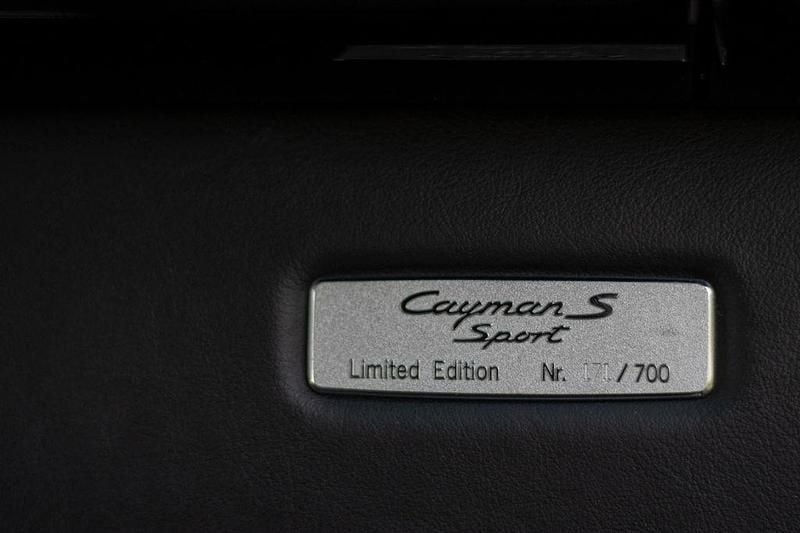 Cayman S
Sport
Limited Edition Nr. 171 / 700